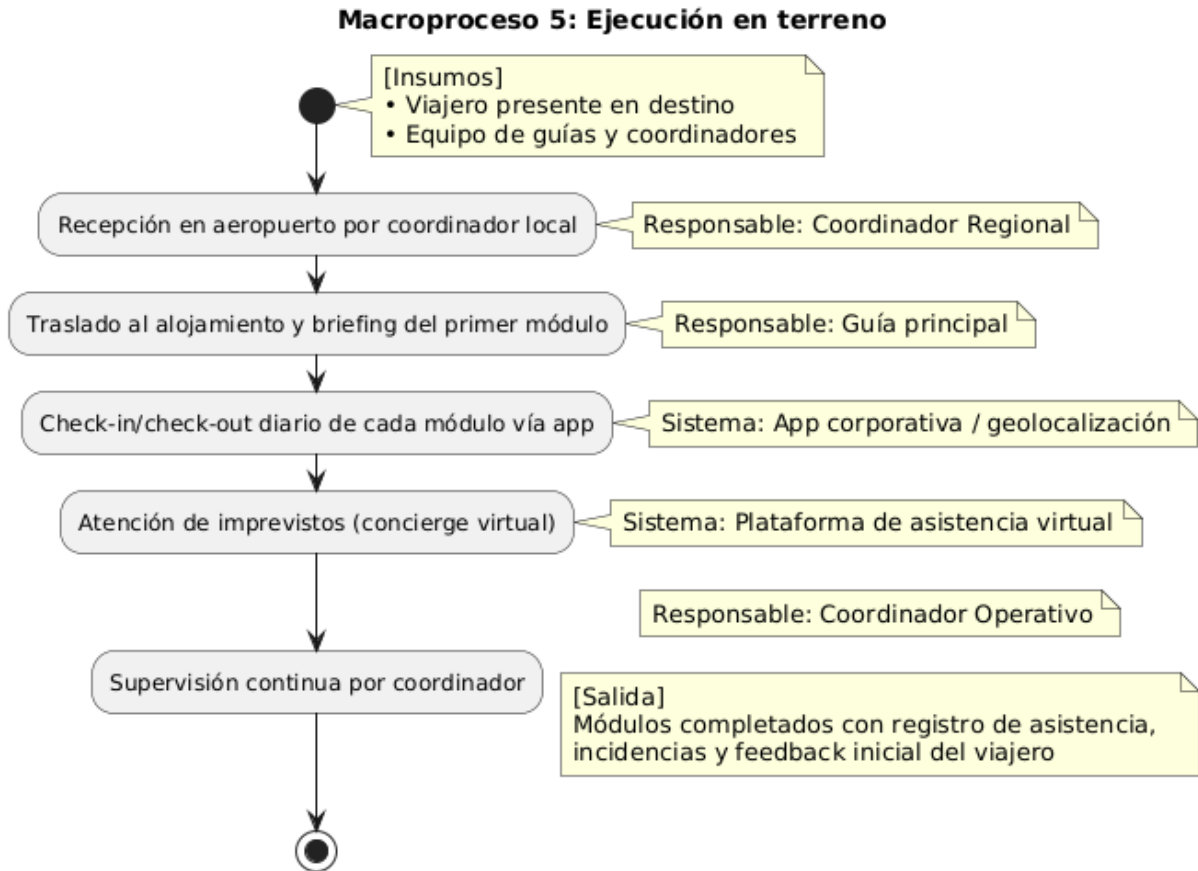 Macroproceso 5: Ejecución en terreno
[Insumos]
• Viajero presente en destino
• Equipo de guías y coordinadores
Recepción en aeropuerto por coordinador local
Responsable: Coordinador Regional
Traslado al alojamiento y briefing del primer módulo
Responsable: Guía principal
Check-in/check-out diario de cada módulo vía app
Sistema: App corporativa / geolocalización
Atención de imprevistos (concierge virtual)
Sistema: Plataforma de asistencia virtual
Responsable: Coordinador Operativo
Supervisión continua por coordinador
[Salida]
Módulos completados con registro de asistencia,
incidencias y feedback inicial del viajero